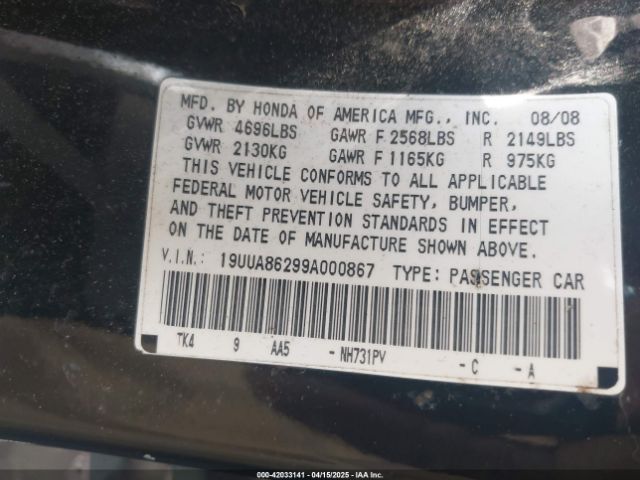 MFD. BY HONDA OF AMERICA MFG., INC. 08/08
GVWR 4696LBS GAWR F 2568LBS R 2149LBS
GVWR 2130KG GAWR F 1165KG R 975KG
THIS VEHICLE CONFORMS TO ALL APPLICABLE
FEDERAL MOTOR VEHICLE SAFETY, BUMPER,
AND THEFT PREVENTION STANDARDS IN EFFECT
ON THE DATE OF MANUFACTURE SHOWN ABOVE.
V.I.N.: 19UUA86299A000867 TYPE: PASSENGER CAR
TK4 9 AA5 - NH731PV - C - A
000-42033141 - 04/15/2025 - IAA Inc.